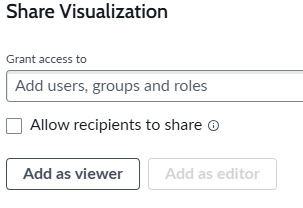 Share Visualization
Grant access to
Add users, groups and roles
Allow recipients to share
Add as viewer Add as editor